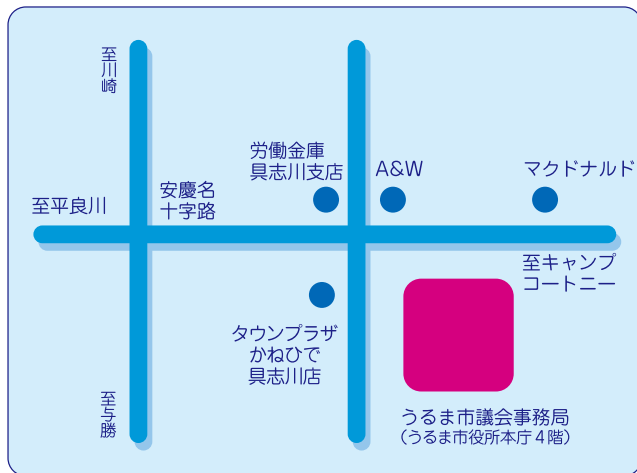 至川崎
労働金庫
具志川支店
A&W
マクドナルド
至平良川
安慶名
十字路
至キャンプ
コートニー
タウンプラザ
かねひで
具志川店
至与勝
うるま市議会事務局
（うるま市役所本庁４階）